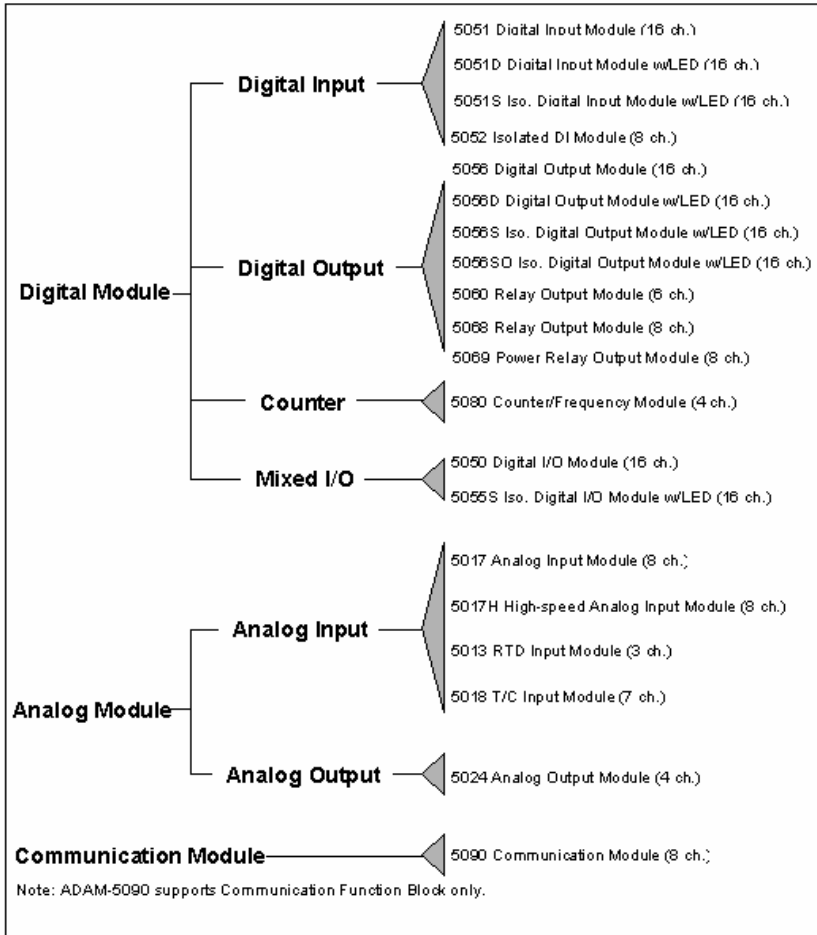 5051 Digital Input Module (16 ch.)
5051D Digital Input Module w/LED (16 ch.)
Digital Input
5051S Iso. Digital Input Module w/LED (16 ch.)
5052 Isolated DI Module (8 ch.)
5056 Digital Output Module (16 ch.)
5056D Digital Output Module w/LED (16 ch.)
5056S Iso. Digital Output Module w/LED (16 ch.)
Digital Output
5056SO Iso. Digital Output Module w/LED (16 ch.)
Digital Module
5060 Relay Output Module (6 ch.)
5068 Relay Output Module (8 ch.)
5069 Power Relay Output Module (8 ch.)
Counter
5080 Counter/Frequency Module (4 ch.)
Mixed I/O
5050 Digital I/O Module (16 ch.)
5055S Iso. Digital I/O Module w/LED (16 ch.)
5017 Analog Input Module (8 ch.)
5017H High-speed Analog Input Module (8 ch.)
Analog Input
5013 RTD Input Module (3 ch.)
5018 T/C Input Module (7 ch.)
Analog Module
Analog Output
5024 Analog Output Module (4 ch.)
Communication Module
5090 Communication Module (8 ch.)
Note: ADAM-5090 supports Communication Function Block only.